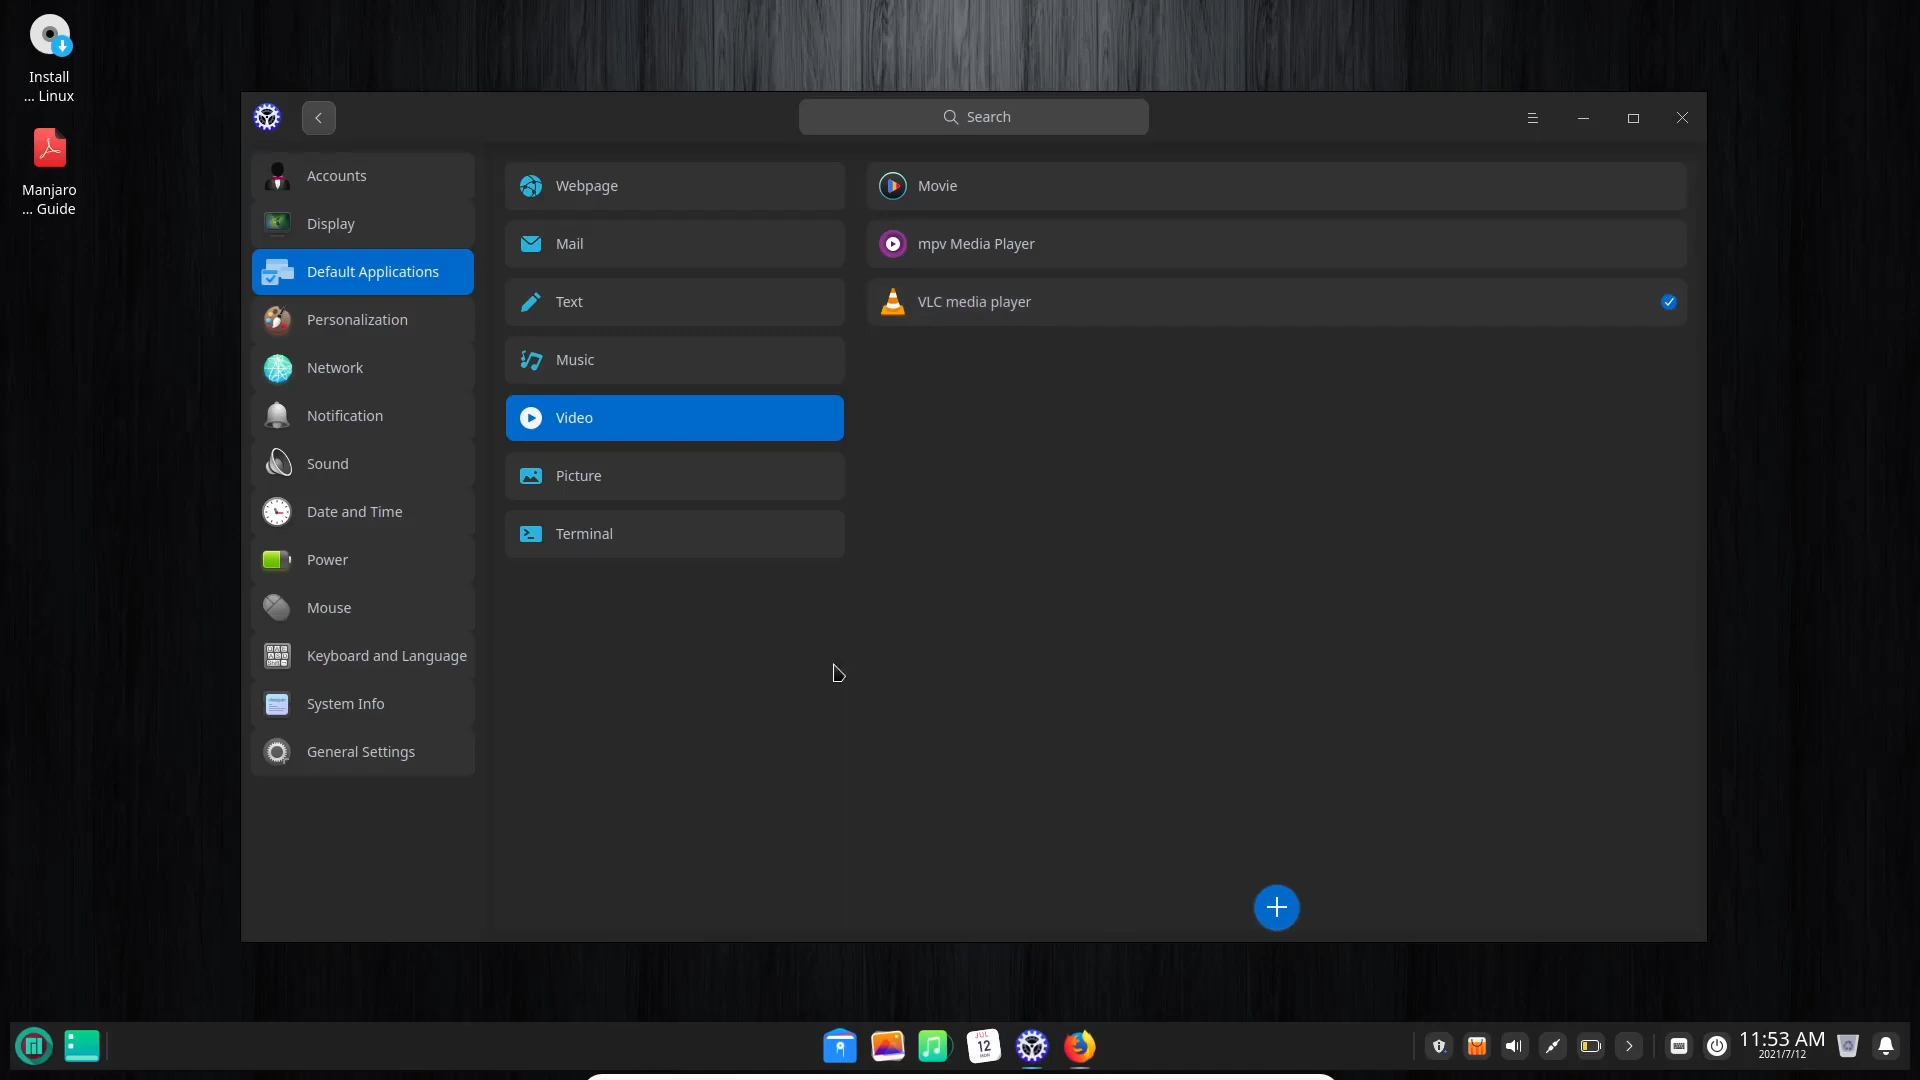 Install
... Linux
Manjaro
... Guide
Search
Accounts
Display
Default Applications
Personalization
Network
Notification
Sound
Date and Time
Power
Mouse
Keyboard and Language
System Info
General Settings
Webpage
Mail
Text
Music
Video
Picture
Terminal
Movie
mpv Media Player
VLC media player
JUL
12
MON
11:53 AM
2021/7/12